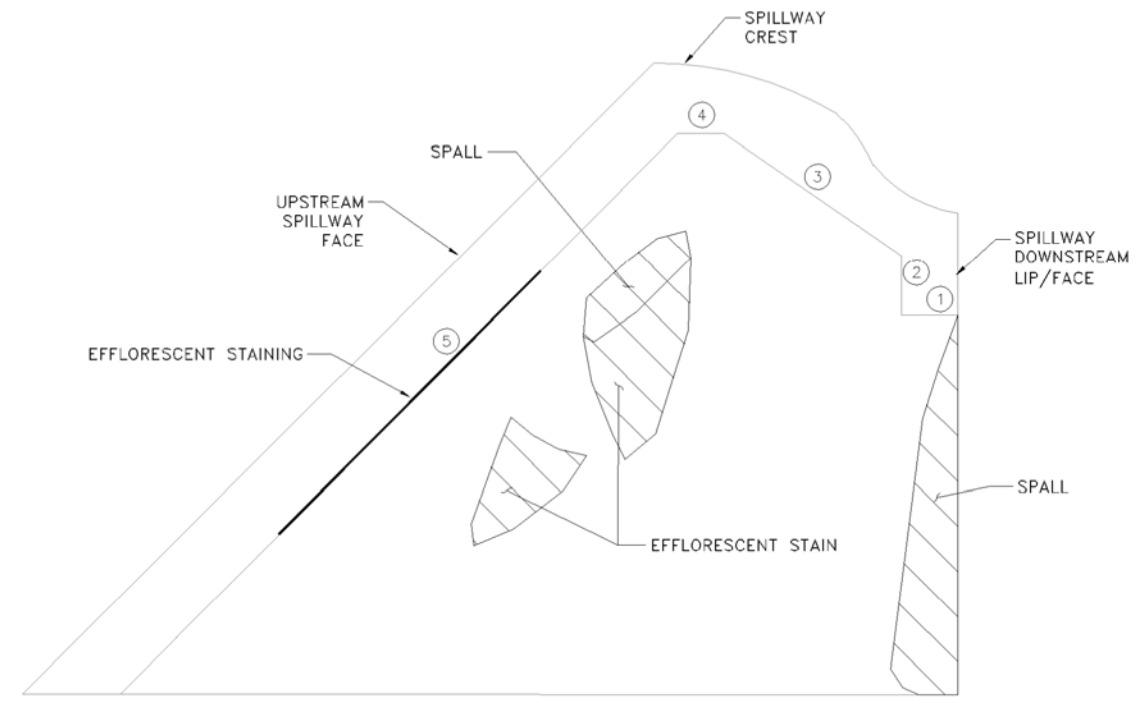 SPILLWAY
CREST
4
SPALL
3
UPSTREAM
SPILLWAY
FACE
SPILLWAY
DOWNSTREAM
LIP/FACE
2
1
5
EFFLORESCENT STAINING
SPALL
EFFLORESCENT STAIN